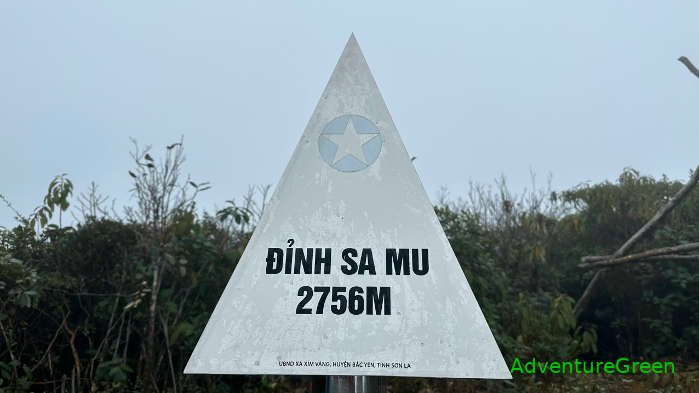 ĐỈNH SA MU
2756M
UBND XÃ XÍM VÀNG, HUYỆN BẮC YÊN, TỈNH SƠN LA
AdventureGreen